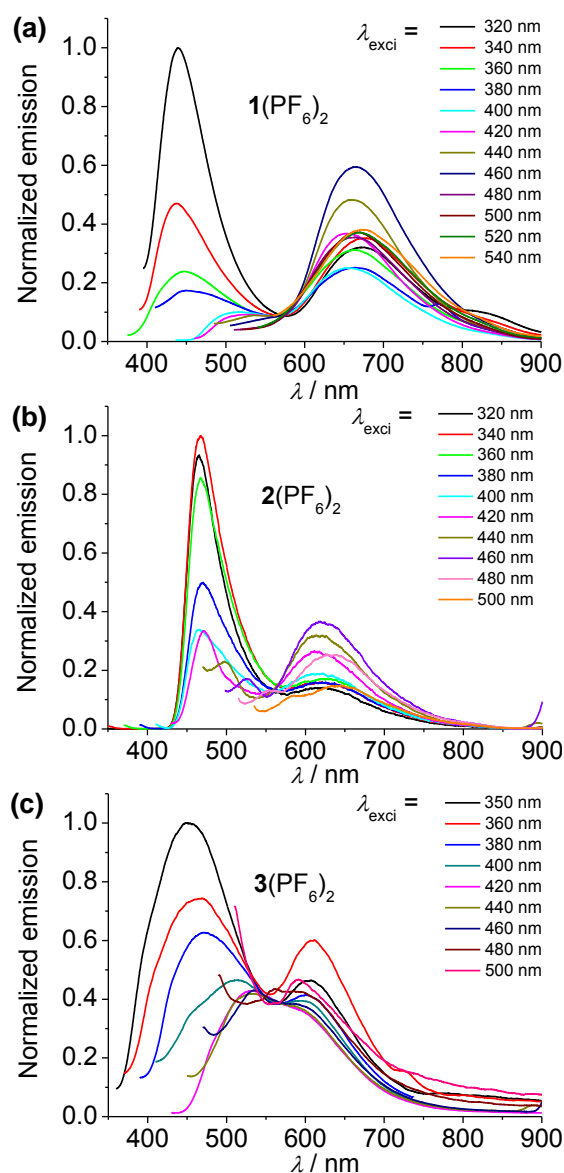 (a)
λexci =
320 nm
340 nm
360 nm
380 nm
400 nm
420 nm
440 nm
460 nm
480 nm
500 nm
520 nm
540 nm
1(PF6)2
Normalized emission
1.0
0.8
0.6
0.4
0.2
0.0
400 500 600 700 800 900
λ / nm
(b)
λexci =
320 nm
340 nm
360 nm
380 nm
400 nm
420 nm
440 nm
460 nm
480 nm
500 nm
2(PF6)2
Normalized emission
1.0
0.8
0.6
0.4
0.2
0.0
400 500 600 700 800 900
λ / nm
(c)
λexci =
350 nm
360 nm
380 nm
400 nm
420 nm
440 nm
460 nm
480 nm
500 nm
3(PF6)2
Normalized emission
1.0
0.8
0.6
0.4
0.2
0.0
400 500 600 700 800 900
λ / nm